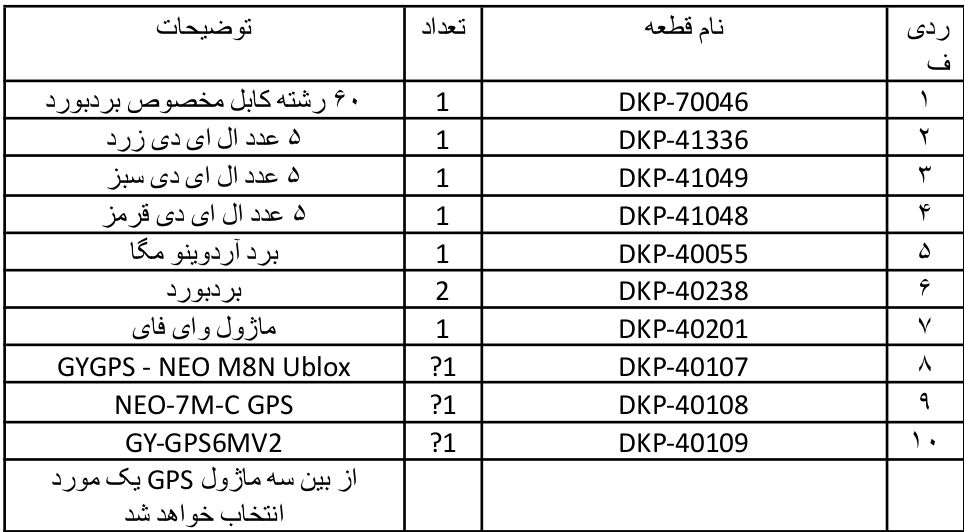 ردی
ف نام قطعه تعداد توضیحات
۱ DKP-70046 1 ۶۰ رشته کابل مخصوص بردبورد
۲ DKP-41336 1 ۵ عدد ال ای دی زرد
۳ DKP-41049 1 ۵ عدد ال ای دی سبز
۴ DKP-41048 1 ۵ عدد ال ای دی قرمز
۵ DKP-40055 1 برد آردوینو مگا
۶ DKP-40238 2 بردبورد
۷ DKP-40201 1 ماژول وای فای
۸ DKP-40107 ?1 GYGPS - NEO M8N Ublox
۹ DKP-40108 ?1 NEO-7M-C GPS
۱۰ DKP-40109 ?1 GY-GPS6MV2
از بین سه ماژول GPS یک مورد
انتخاب خواهد شد